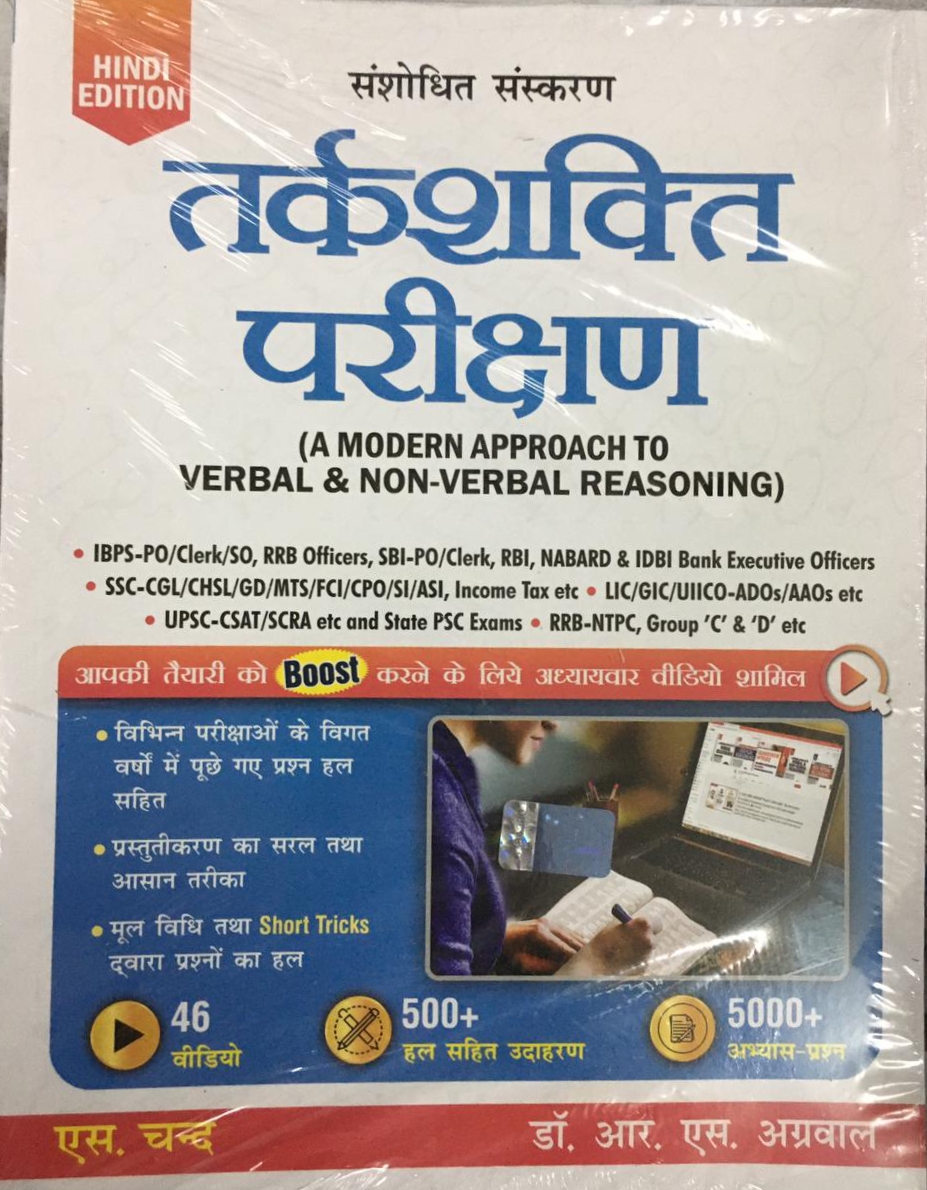 HINDI
EDITION
संशोधित संस्करण
तर्कशक्ति
परीक्षण
(A MODERN APPROACH TO
VERBAL & NON-VERBAL REASONING)
• IBPS-PO/Clerk/SO, RRB Officers, SBI-PO/Clerk, RBI, NABARD & IDBI Bank Executive Officers
• SSC-CGL/CHSL/GD/MTS/FCI/CPO/SI/ASI, Income Tax etc • LIC/GIC/UIICO-ADOs/AAOs etc
• UPSC-CSAT/SCRA etc and State PSC Exams • RRB-NTPC, Group 'C' & 'D' etc
आपकी तैयारी को Boost करने के लिये अध्यायवार वीडियो शामिल
• विभिन्न परीक्षाओं के विगत
वर्षों में पूछे गए प्रश्न हल
सहित
• प्रस्तुतीकरण का सरल तथा
आसान तरीका
• मूल विधि तथा Short Tricks
द्वारा प्रश्नों का हल
46
वीडियो
500+
हल सहित उदाहरण
5000+
अभ्यास-प्रश्न
एस. चन्द डॉ. आर. एस. अग्रवाल